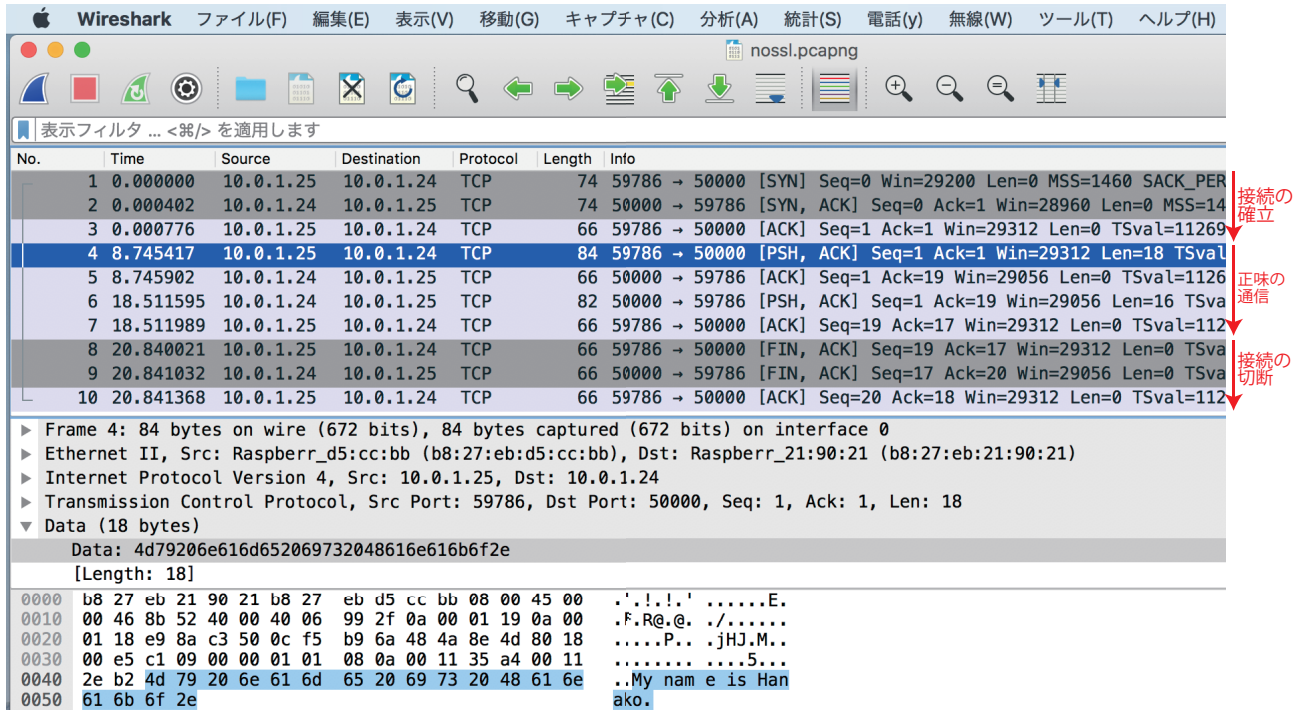 Wireshark ファイル(F) 編集(E) 表示(V) 移動(G) キャプチャ(C) 分析(A) 統計(S) 電話(y) 無線(W) ツール(T) ヘルプ(H)
nossl.pcapng
表示フィルタ ... <⌘/> を適用します
No. Time Source Destination Protocol Length Info
1 0.000000 10.0.1.25 10.0.1.24 TCP 74 59786 → 50000 [SYN] Seq=0 Win=29200 Len=0 MSS=1460 SACK_PER
2 0.000402 10.0.1.24 10.0.1.25 TCP 74 50000 → 59786 [SYN, ACK] Seq=0 Ack=1 Win=28960 Len=0 MSS=14
3 0.000776 10.0.1.25 10.0.1.24 TCP 66 59786 → 50000 [ACK] Seq=1 Ack=1 Win=29312 Len=0 TSval=11269
接続の
確立
4 8.745417 10.0.1.25 10.0.1.24 TCP 84 59786 → 50000 [PSH, ACK] Seq=1 Ack=1 Win=29312 Len=18 TSval
5 8.745902 10.0.1.24 10.0.1.25 TCP 66 50000 → 59786 [ACK] Seq=1 Ack=19 Win=29056 Len=0 TSval=1126
6 18.511595 10.0.1.24 10.0.1.25 TCP 82 50000 → 59786 [PSH, ACK] Seq=1 Ack=19 Win=29056 Len=16 TSva
7 18.511989 10.0.1.25 10.0.1.24 TCP 66 59786 → 50000 [ACK] Seq=19 Ack=17 Win=29312 Len=0 TSval=112
正味の
通信
8 20.840021 10.0.1.25 10.0.1.24 TCP 66 59786 → 50000 [FIN, ACK] Seq=19 Ack=17 Win=29312 Len=0 TSva
9 20.841032 10.0.1.24 10.0.1.25 TCP 66 50000 → 59786 [FIN, ACK] Seq=17 Ack=20 Win=29056 Len=0 TSva
10 20.841368 10.0.1.25 10.0.1.24 TCP 66 59786 → 50000 [ACK] Seq=20 Ack=18 Win=29312 Len=0 TSval=112
接続の
切断
Frame 4: 84 bytes on wire (672 bits), 84 bytes captured (672 bits) on interface 0
Ethernet II, Src: Raspberr_d5:cc:bb (b8:27:eb:d5:cc:bb), Dst: Raspberr_21:90:21 (b8:27:eb:21:90:21)
Internet Protocol Version 4, Src: 10.0.1.25, Dst: 10.0.1.24
Transmission Control Protocol, Src Port: 59786, Dst Port: 50000, Seq: 1, Ack: 1, Len: 18
Data (18 bytes)
Data: 4d79206e616d652069732048616e616b6f2e
[Length: 18]
0000 b8 27 eb 21 90 21 b8 27 eb d5 cc bb 08 00 45 00 .'.!.!.' ......E.
0010 00 46 8b 52 40 00 40 06 99 2f 0a 00 01 19 0a 00 .F.R@.@. ./......
0020 01 18 e9 8a c3 50 0c f5 b9 6a 48 4a 8e 4d 80 18 .....P.. .jHJ.M..
0030 00 e5 c1 09 00 00 01 01 08 0a 00 11 35 a4 00 11 ........ ....5...
0040 2e b2 4d 79 20 6e 61 6d 65 20 69 73 20 48 61 6e ..My nam e is Han
0050 61 6b 6f 2e ako.